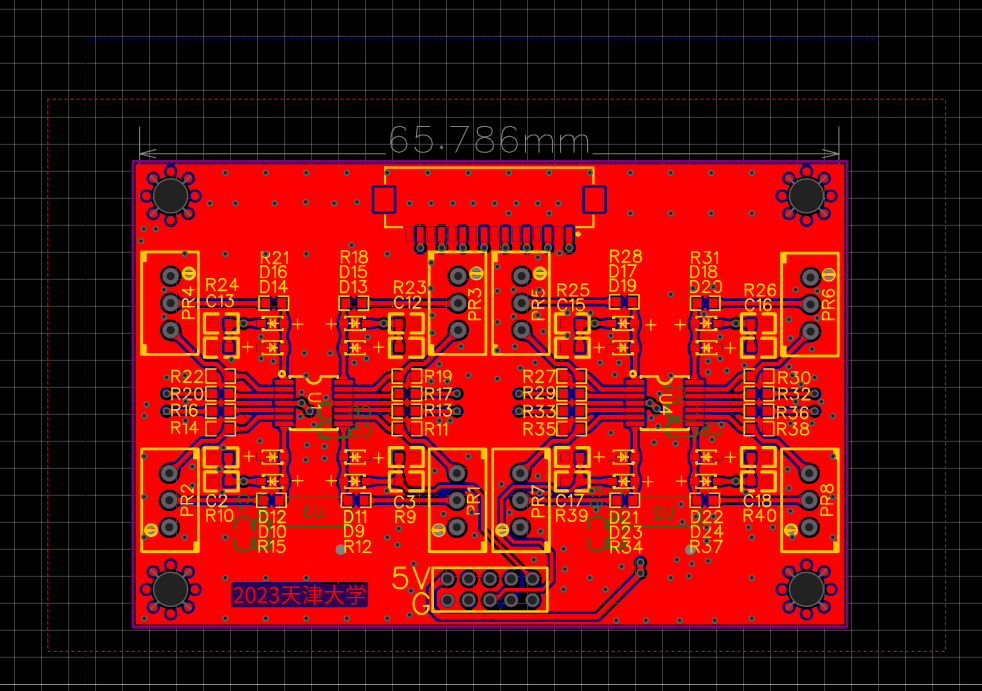 65.786mm
R21 R18 R28 R31
D16 D15 D17 D18
R24 D14 D13 R23 R25 D19 D20 R26
PR4 C13 C12 PR3 PR5 C15 C16 PR6
R22 R19 R27 R30
R20 R17 R29 R32
R16 U1 R13 R33 U4 R36
R14 R11 R35 R38
PR2 C2 C3 PR1 C17 C18 PR8
R10 R9 R39 R40
D12 D11 D21 D22
D10 D9 D23 D24
R15 R12 R34 R37
5V
G
2023天津大学